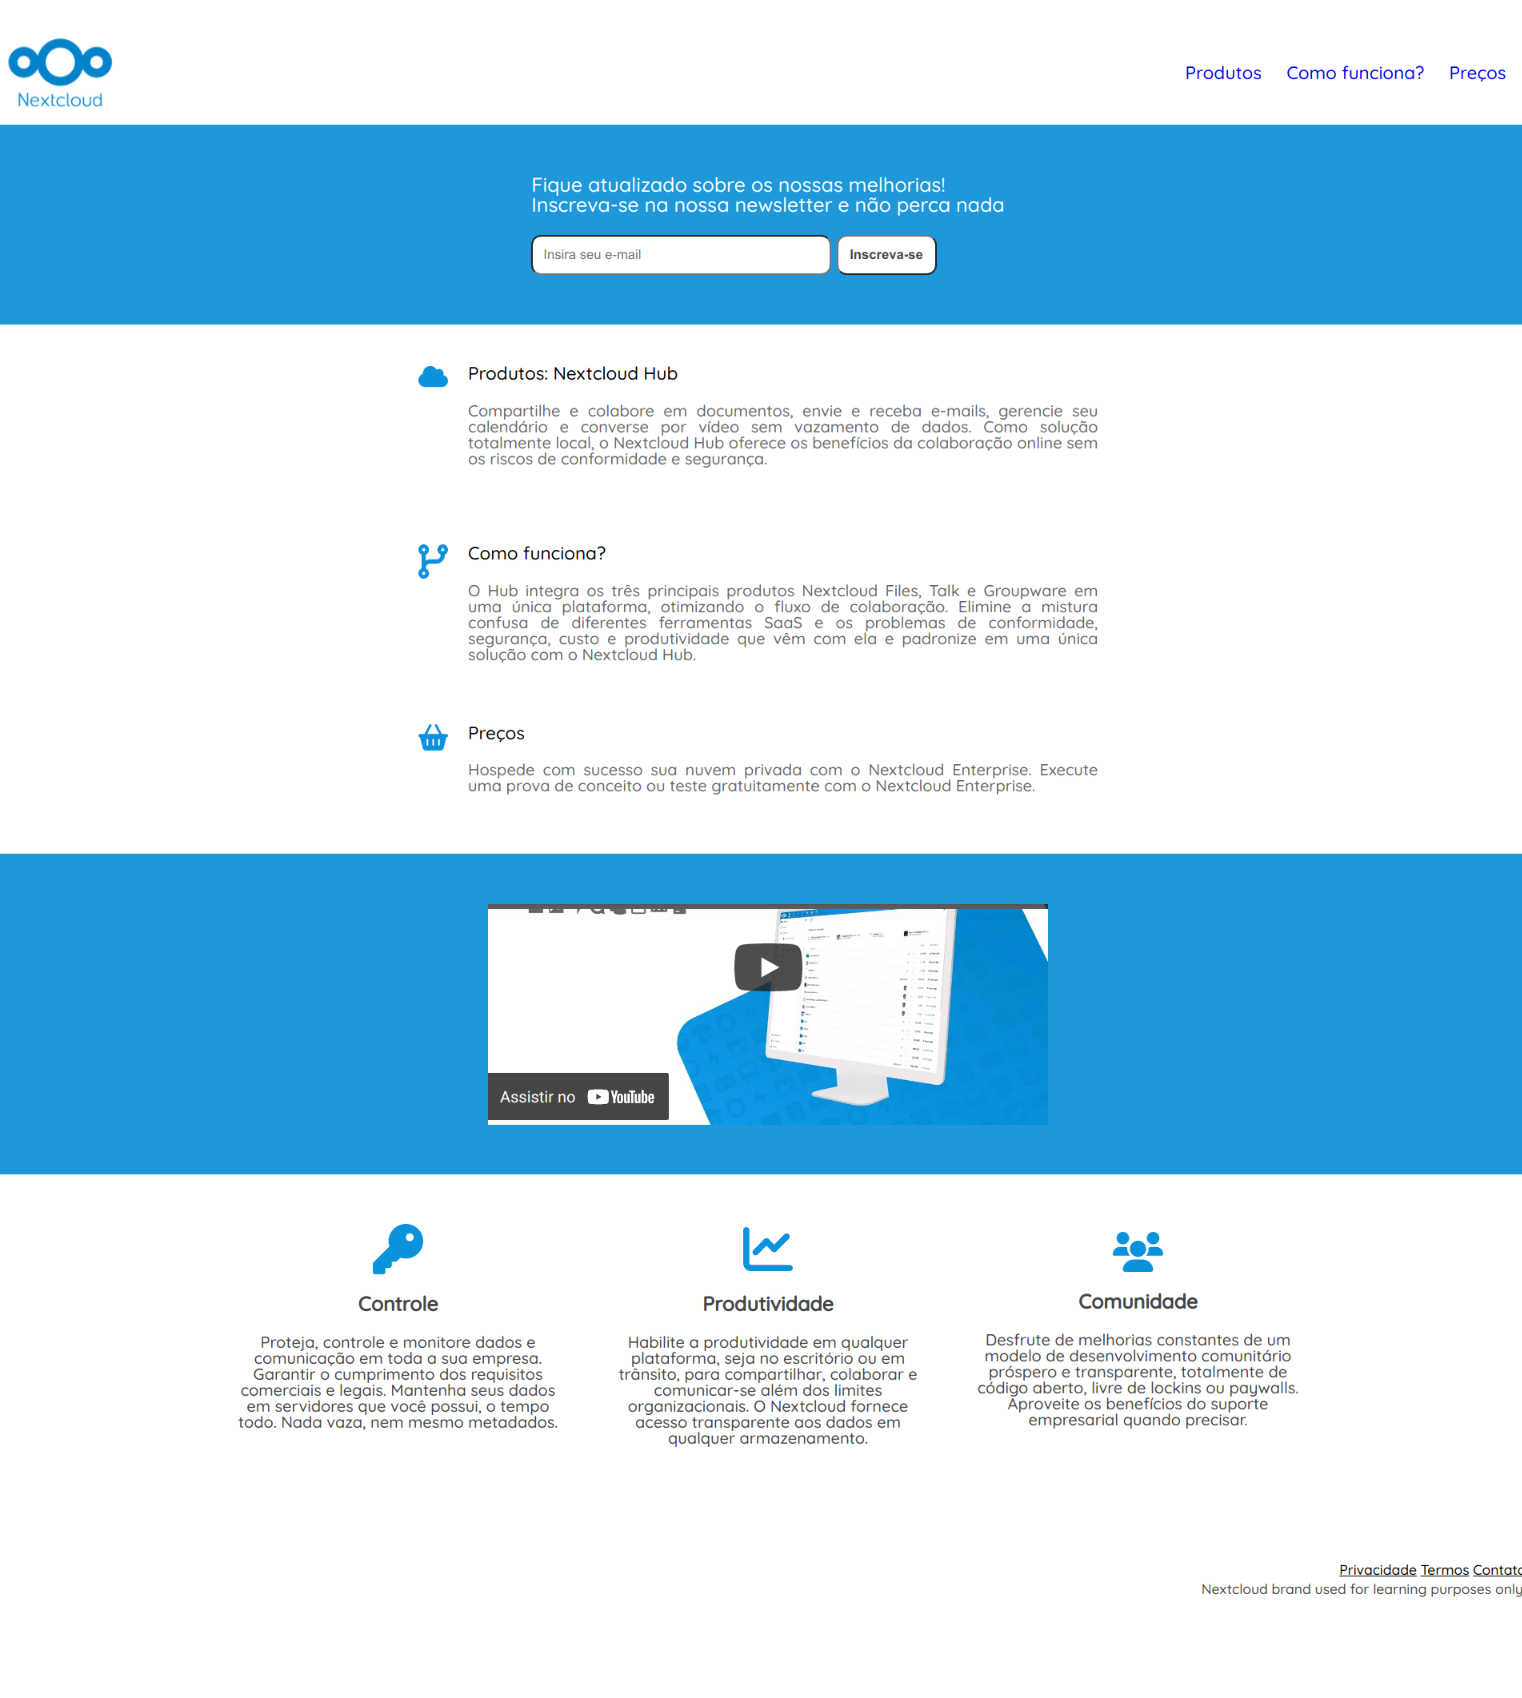 Nextcloud
Produtos Como funciona? Preços
Fique atualizado sobre os nossas melhorias!
Inscreva-se na nossa newsletter e não perca nada
Insira seu e-mail Inscreva-se
Produtos: Nextcloud Hub
Compartilhe e colabore em documentos, envie e receba e-mails, gerencie seu
calendário e converse por vídeo sem vazamento de dados. Como solução
totalmente local, o Nextcloud Hub oferece os benefícios da colaboração online sem
os riscos de conformidade e segurança.
Como funciona?
O Hub integra os três principais produtos Nextcloud Files, Talk e Groupware em
uma única plataforma, otimizando o fluxo de colaboração. Elimine a mistura
confusa de diferentes ferramentas SaaS e os problemas de conformidade,
segurança, custo e produtividade que vêm com ela e padronize em uma única
solução com o Nextcloud Hub.
Preços
Hospede com sucesso sua nuvem privada com o Nextcloud Enterprise. Execute
uma prova de conceito ou teste gratuitamente com o Nextcloud Enterprise.
Assistir no YouTube
Controle
Proteja, controle e monitore dados e
comunicação em toda a sua empresa.
Garantir o cumprimento dos requisitos
comerciais e legais. Mantenha seus dados
em servidores que você possui, o tempo
todo. Nada vaza, nem mesmo metadados.
Produtividade
Habilite a produtividade em qualquer
plataforma, seja no escritório ou em
trânsito, para compartilhar, colaborar e
comunicar-se além dos limites
organizacionais. O Nextcloud fornece
acesso transparente aos dados em
qualquer armazenamento.
Comunidade
Desfrute de melhorias constantes de um
modelo de desenvolvimento comunitário
próspero e transparente, totalmente de
código aberto, livre de lockins ou paywalls.
Aproveite os benefícios do suporte
empresarial quando precisar.
Privacidade Termos Contato
Nextcloud brand used for learning purposes only